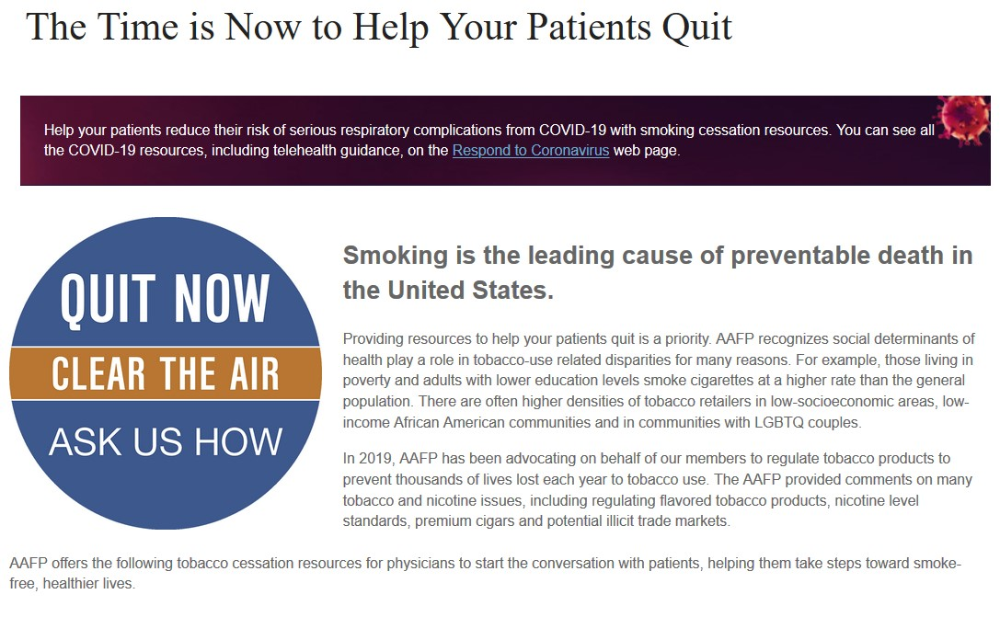 The Time is Now to Help Your Patients Quit
Help your patients reduce their risk of serious respiratory complications from COVID-19 with smoking cessation resources. You can see all
the COVID-19 resources, including telehealth guidance, on the Respond to Coronavirus web page.
QUIT NOW
CLEAR THE AIR
ASK US HOW
Smoking is the leading cause of preventable death in
the United States.
Providing resources to help your patients quit is a priority. AAFP recognizes social determinants of
health play a role in tobacco-use related disparities for many reasons. For example, those living in
poverty and adults with lower education levels smoke cigarettes at a higher rate than the general
population. There are often higher densities of tobacco retailers in low-socioeconomic areas, low-
income African American communities and in communities with LGBTQ couples.
In 2019, AAFP has been advocating on behalf of our members to regulate tobacco products to
prevent thousands of lives lost each year to tobacco use. The AAFP provided comments on many
tobacco and nicotine issues, including regulating flavored tobacco products, nicotine level
standards, premium cigars and potential illicit trade markets.
AAFP offers the following tobacco cessation resources for physicians to start the conversation with patients, helping them take steps toward smoke-
free, healthier lives.